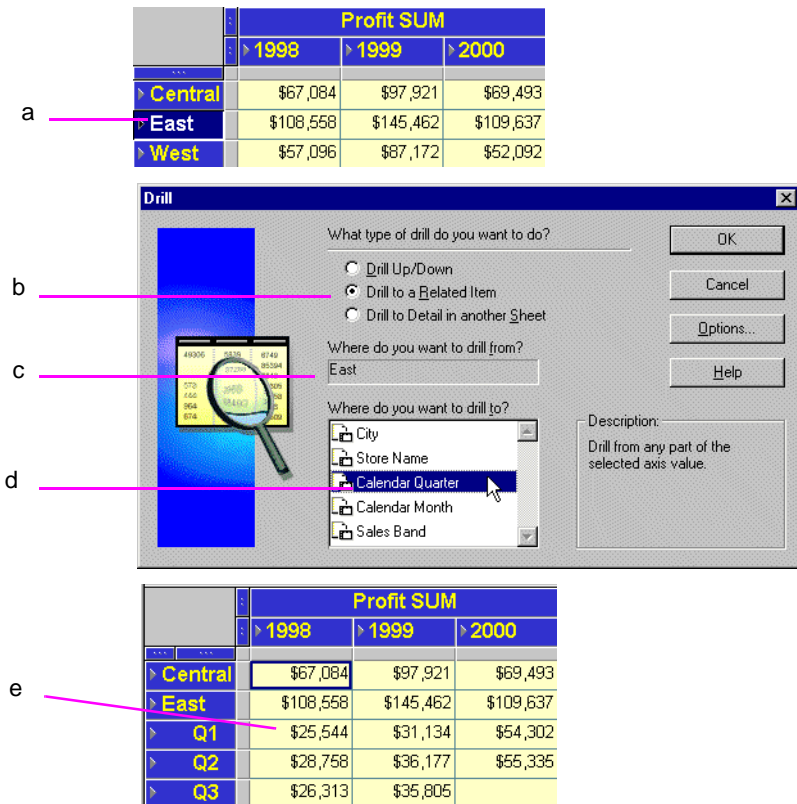 Profit SUM
1998 1999 2000
Central $67,084 $97,921 $69,493
a
East $108,558 $145,462 $109,637
West $57,096 $87,172 $52,092
Drill
What type of drill do you want to do?
OK
Drill Up/Down
b
Drill to a Related Item
Cancel
Drill to Detail in another Sheet
Options...
Where do you want to drill from?
c
East
Help
Where do you want to drill to?
City
Store Name
d
Calendar Quarter
Calendar Month
Sales Band
Description:
Drill from any part of the
selected axis value.
Profit SUM
1998 1999 2000
Central $67,084 $97,921 $69,493
e
East $108,558 $145,462 $109,637
Q1 $25,544 $31,134 $54,302
Q2 $28,758 $36,177 $55,335
Q3 $26,313 $35,805